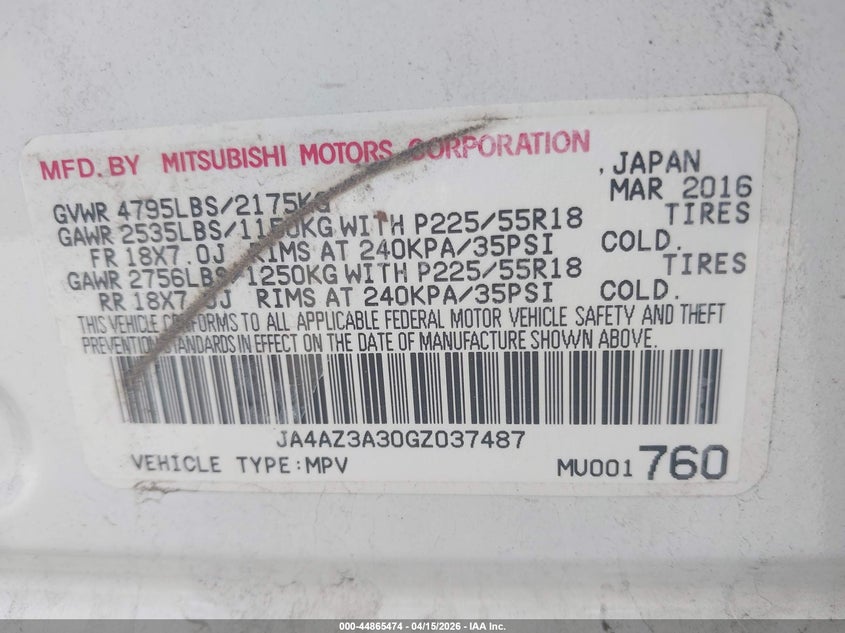 MFD. BY MITSUBISHI MOTORS CORPORATION , JAPAN
GVWR 4795LBS/2175KG MAR 2016
GAWR 2535LBS/1150KG WITH P225/55R18 TIRES
FR 18X7.0J RIMS AT 240KPA/35PSI COLD.
GAWR 2756LBS/1250KG WITH P225/55R18 TIRES
RR 18X7.0J RIMS AT 240KPA/35PSI COLD.
THIS VEHICLE CONFORMS TO ALL APPLICABLE FEDERAL MOTOR VEHICLE SAFETY AND THEFT
PREVENTION STANDARDS IN EFFECT ON THE DATE OF MANUFACTURE SHOWN ABOVE.
JA4AZ3A30GZ037487
VEHICLE TYPE:MPV MU001760
000-44865474 - 04/15/2026 - IAA Inc.